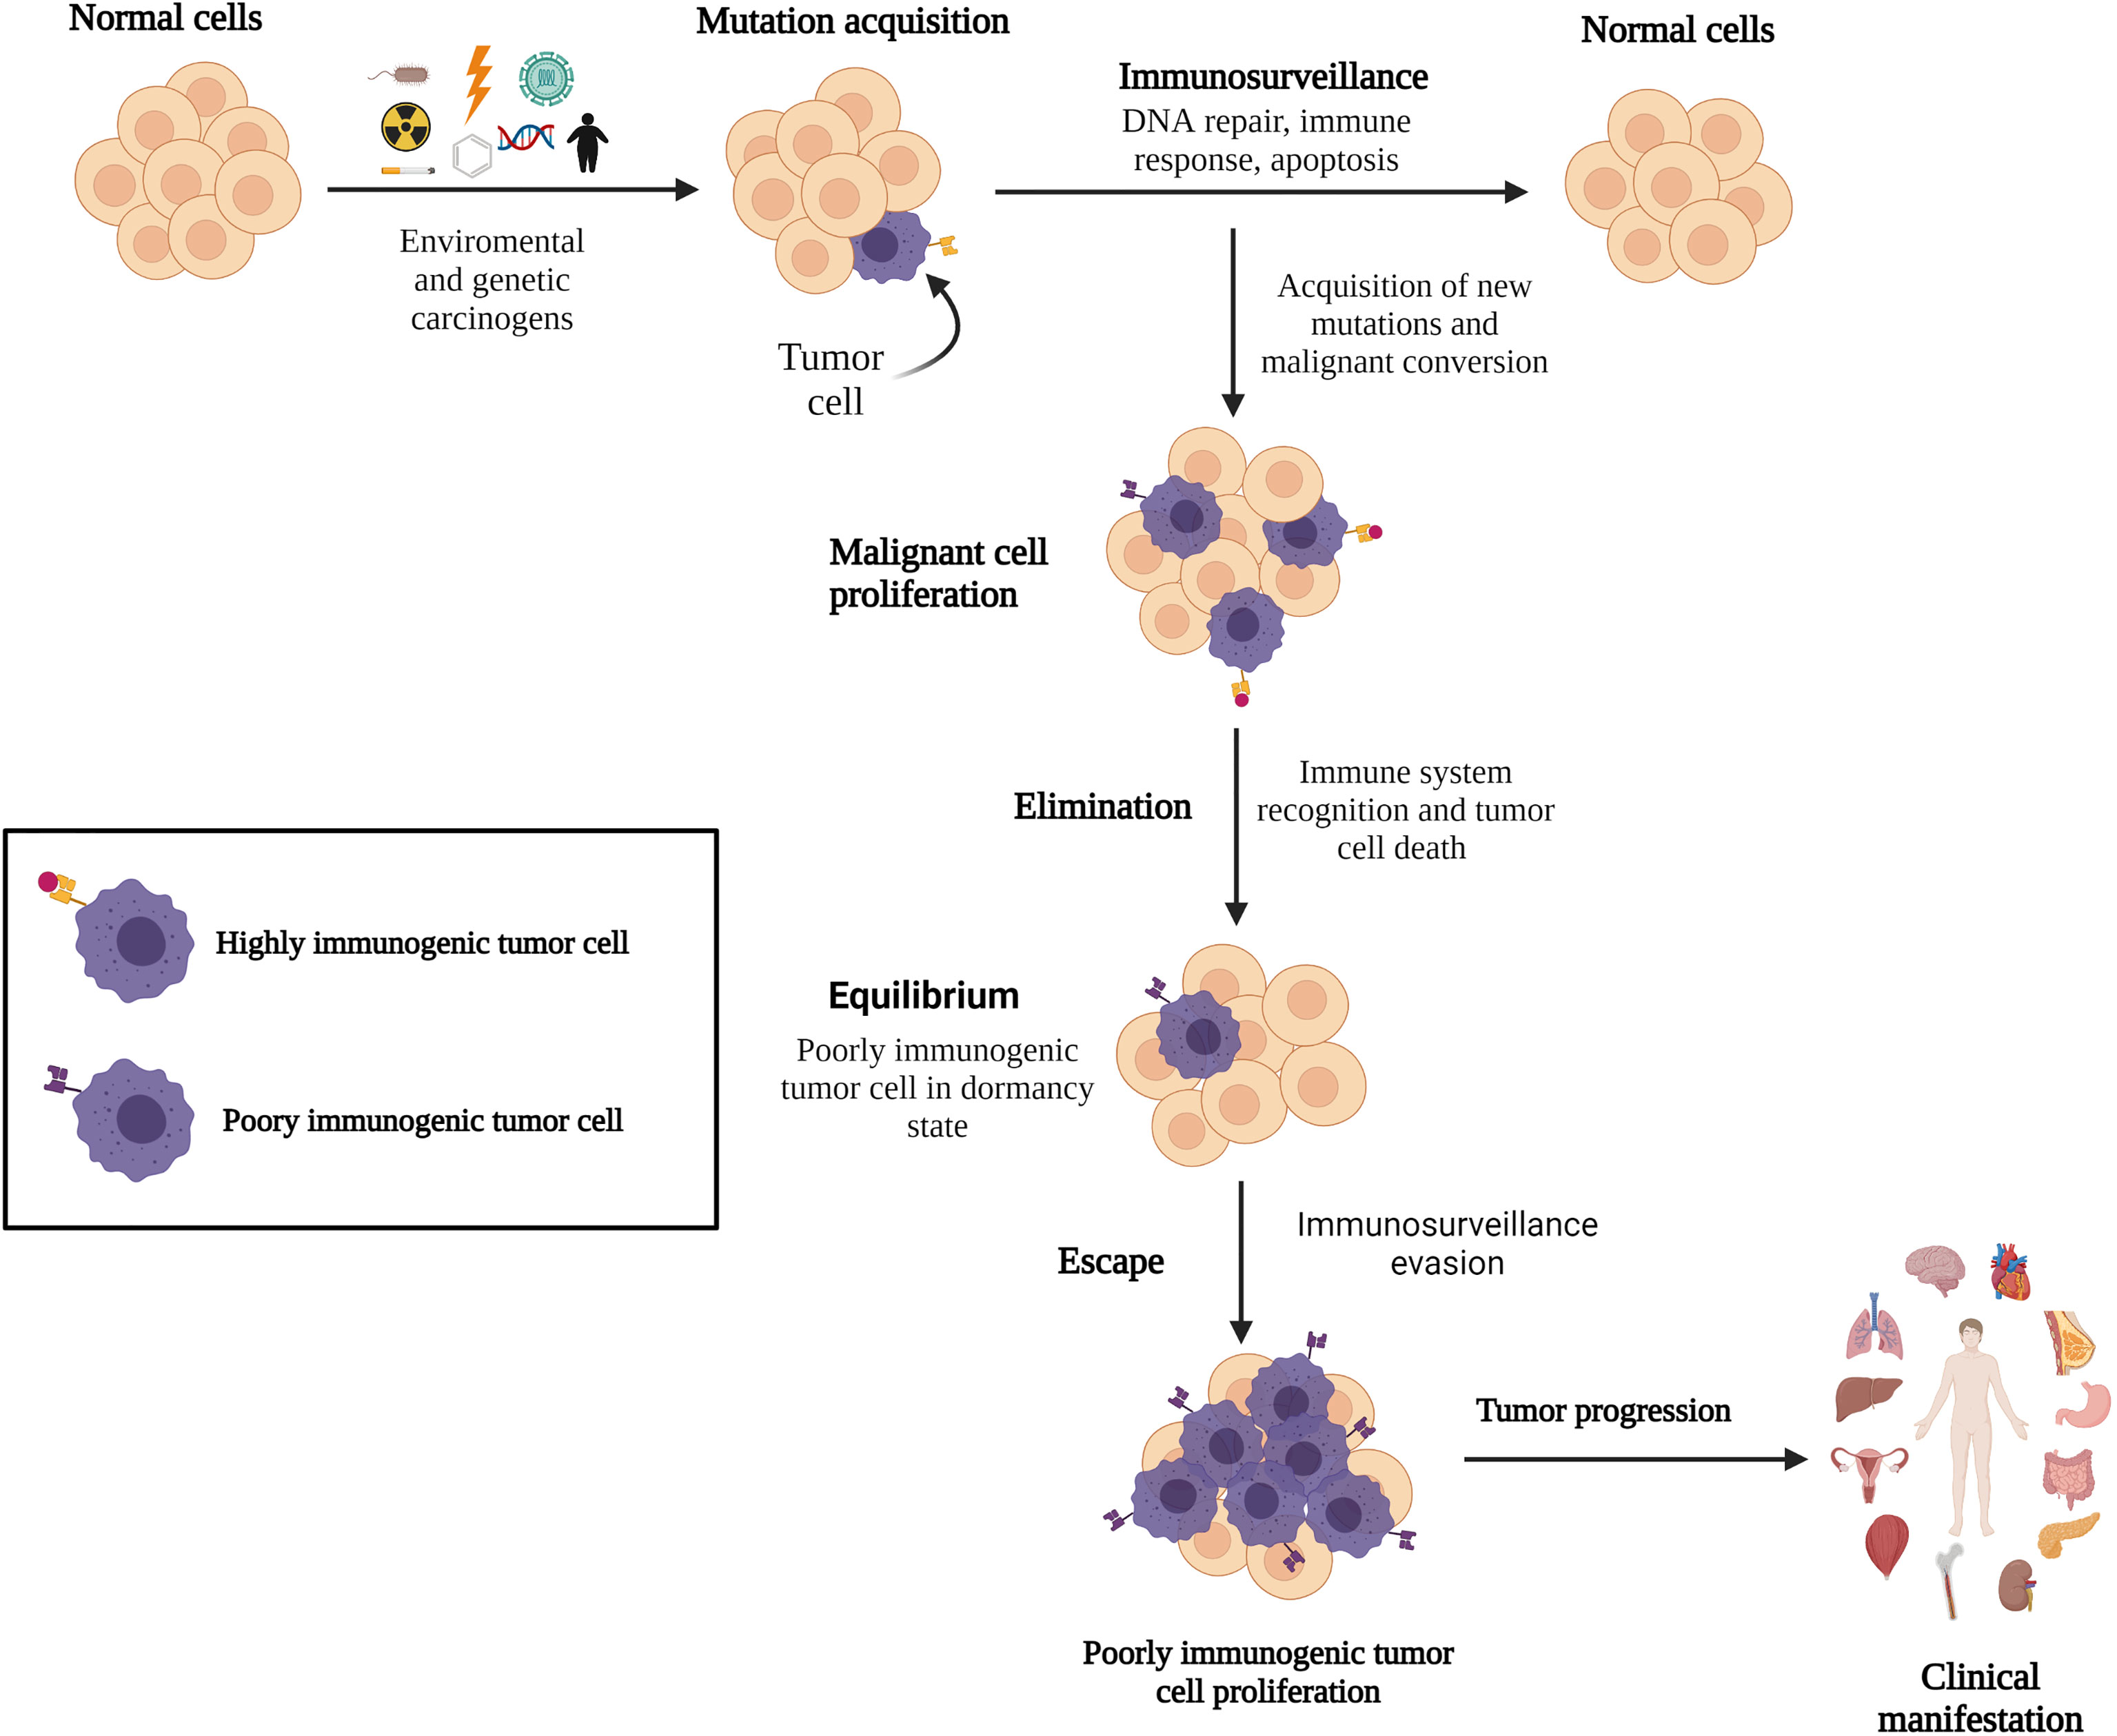 Normal cells
Mutation acquisition
Normal cells
Immunosurveillance
DNA repair, immune
response, apoptosis
Enviromental
and genetic
carcinogens
Tumor
cell
Acquisition of new
mutations and
malignant conversion
Malignant cell
proliferation
Elimination
Immune system
recognition and tumor
cell death
Highly immunogenic tumor cell
Poory immunogenic tumor cell
Equilibrium
Poorly immunogenic
tumor cell in dormancy
state
Escape
Immunosurveillance
evasion
Tumor progression
Poorly immunogenic tumor
cell proliferation
Clinical
manifestation